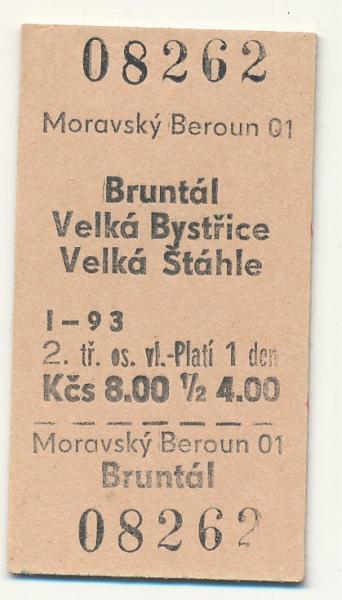 08262
Moravský Beroun 01
Bruntál
Velká Bystřice
Velká Štáhle
I-93
2. tř. os. vl.-Platí 1 den
Kčs 8.00 ½ 4.00
Moravský Beroun 01
Bruntál
08262